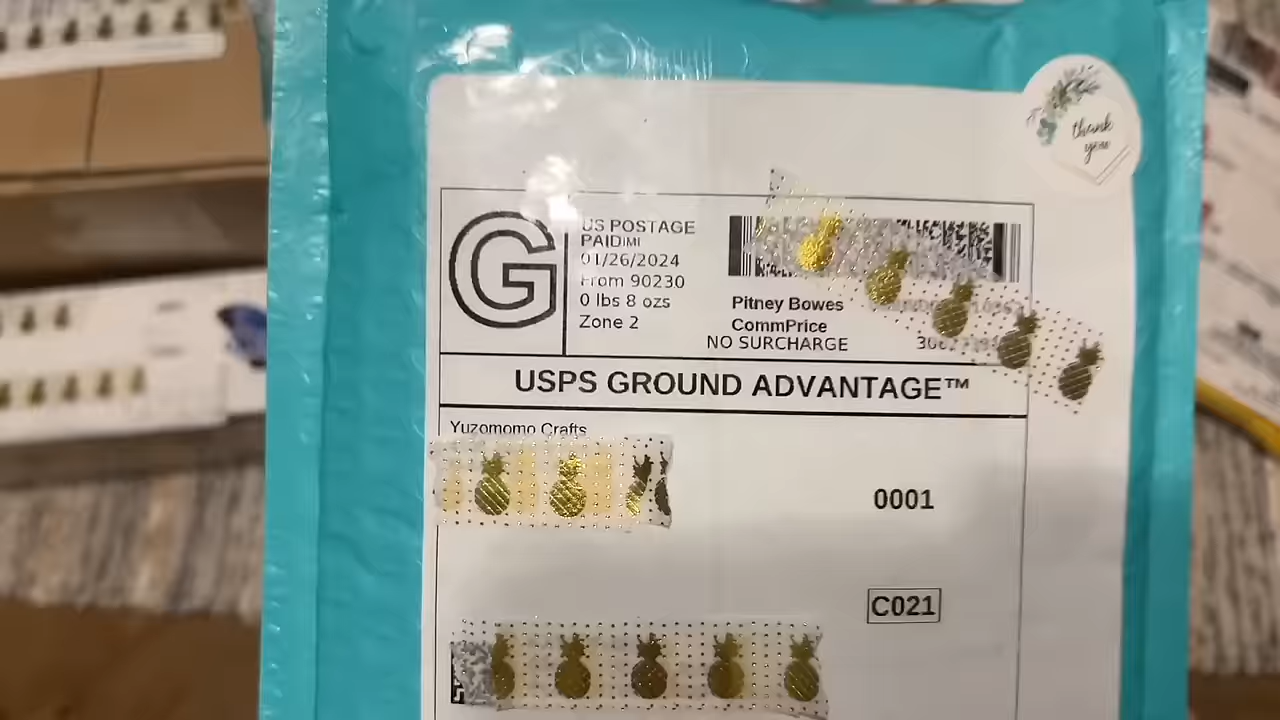 thank
you
G
US POSTAGE
PAID IMI
01/26/2024
From 90230
0 lbs 8 ozs
Zone 2
Pitney Bowes
CommPrice
NO SURCHARGE
USPS GROUND ADVANTAGE™
Yuzomomo Crafts
0001
C021